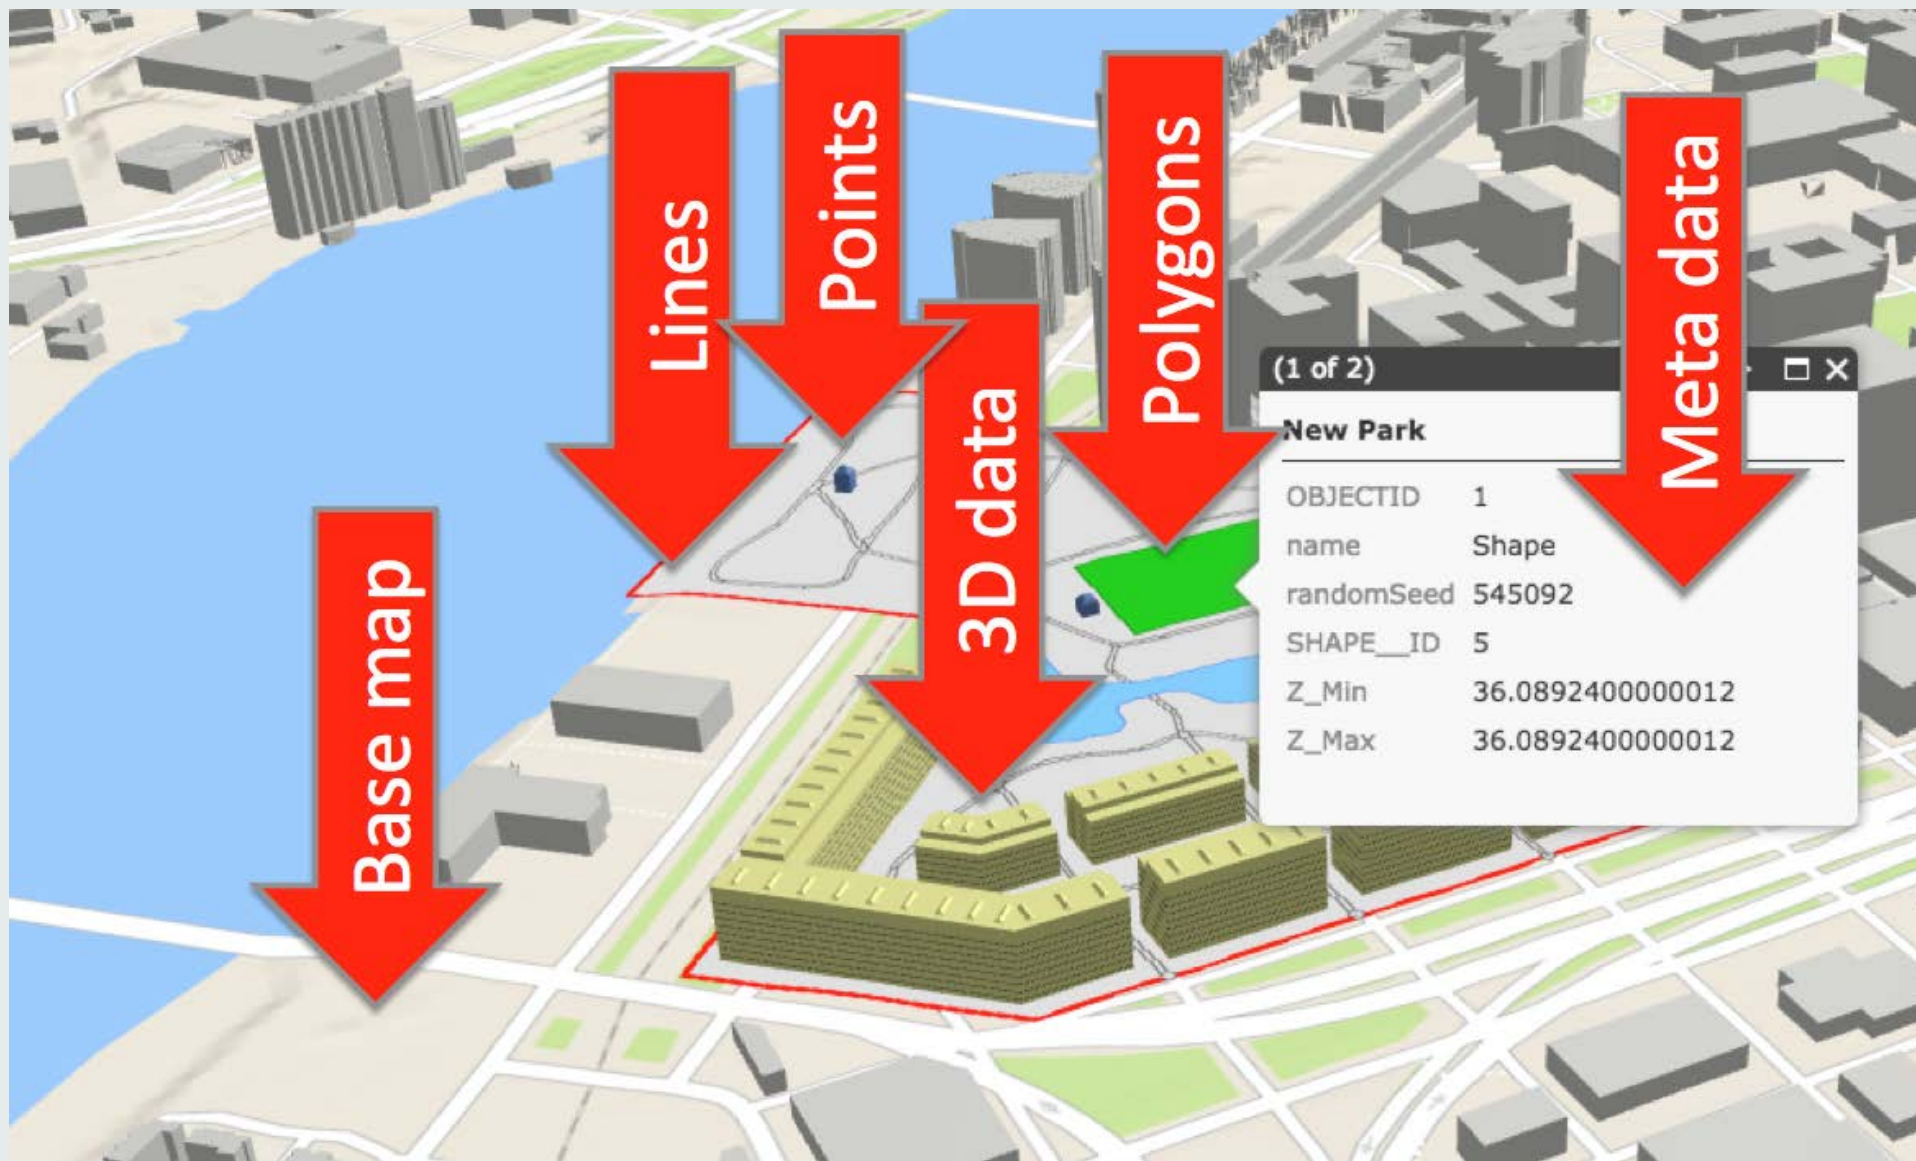 Lines
Points
Polygons
Meta data
3D data
Base map
(1 of 2)
New Park
OBJECTID 1
name Shape
randomSeed 545092
SHAPE__ID 5
Z_Min 36.0892400000012
Z_Max 36.0892400000012